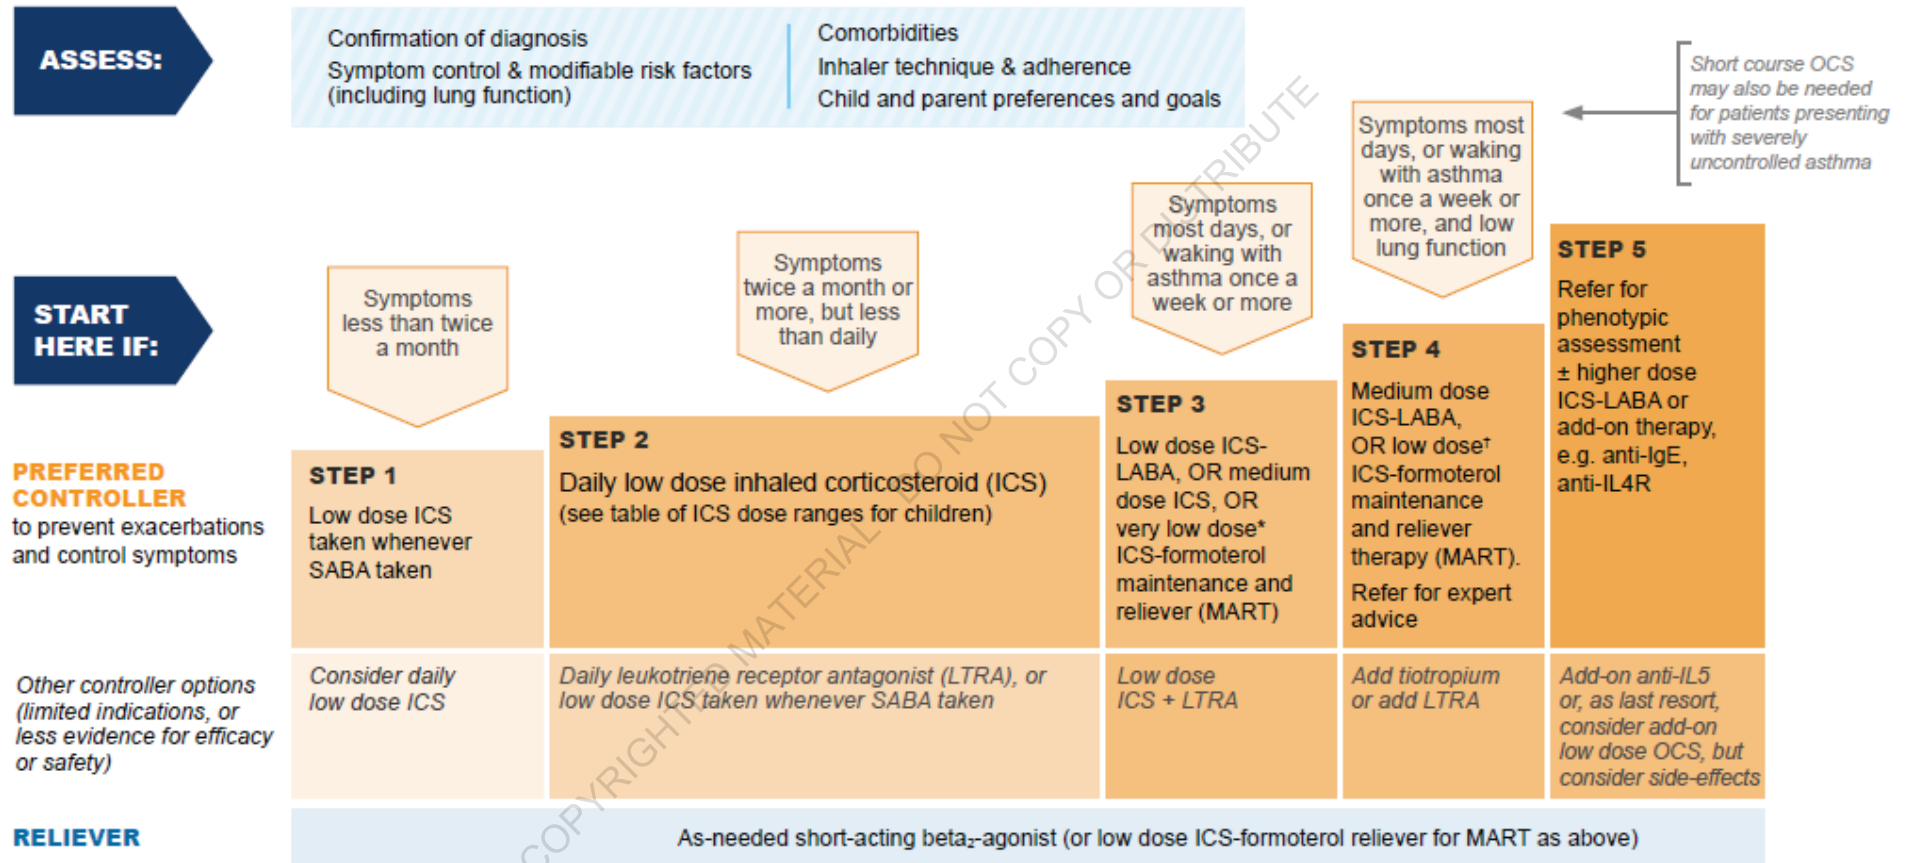 ASSESS:
Confirmation of diagnosis
Symptom control & modifiable risk factors
(including lung function)
Comorbidities
Inhaler technique & adherence
Child and parent preferences and goals
Short course OCS
may also be needed
for patients presenting
with severely
uncontrolled asthma
START
HERE IF:
Symptoms
less than twice
a month
Symptoms
twice a month or
more, but less
than daily
Symptoms
most days, or
waking with
asthma once a
week or more
Symptoms most
days, or waking
with asthma
once a week or
more, and low
lung function
PREFERRED
CONTROLLER
to prevent exacerbations
and control symptoms
STEP 1
Low dose ICS
taken whenever
SABA taken
STEP 2
Daily low dose inhaled corticosteroid (ICS)
(see table of ICS dose ranges for children)
STEP 3
Low dose ICS-
LABA, OR medium
dose ICS, OR
very low dose*
ICS-formoterol
maintenance and
reliever (MART)
STEP 4
Medium dose
ICS-LABA,
OR low dose†
ICS-formoterol
maintenance
and reliever
therapy (MART).
Refer for expert
advice
STEP 5
Refer for
phenotypic
assessment
± higher dose
ICS-LABA or
add-on therapy,
e.g. anti-IgE,
anti-IL4R
Other controller options
(limited indications, or
less evidence for efficacy
or safety)
Consider daily
low dose ICS
Daily leukotriene receptor antagonist (LTRA), or
low dose ICS taken whenever SABA taken
Low dose
ICS + LTRA
Add tiotropium
or add LTRA
Add-on anti-IL5
or, as last resort,
consider add-on
low dose OCS, but
consider side-effects
RELIEVER
As-needed short-acting beta₂-agonist (or low dose ICS-formoterol reliever for MART as above)
COPYRIGHTED MATERIAL DO NOT COPY OR DISTRIBUTE